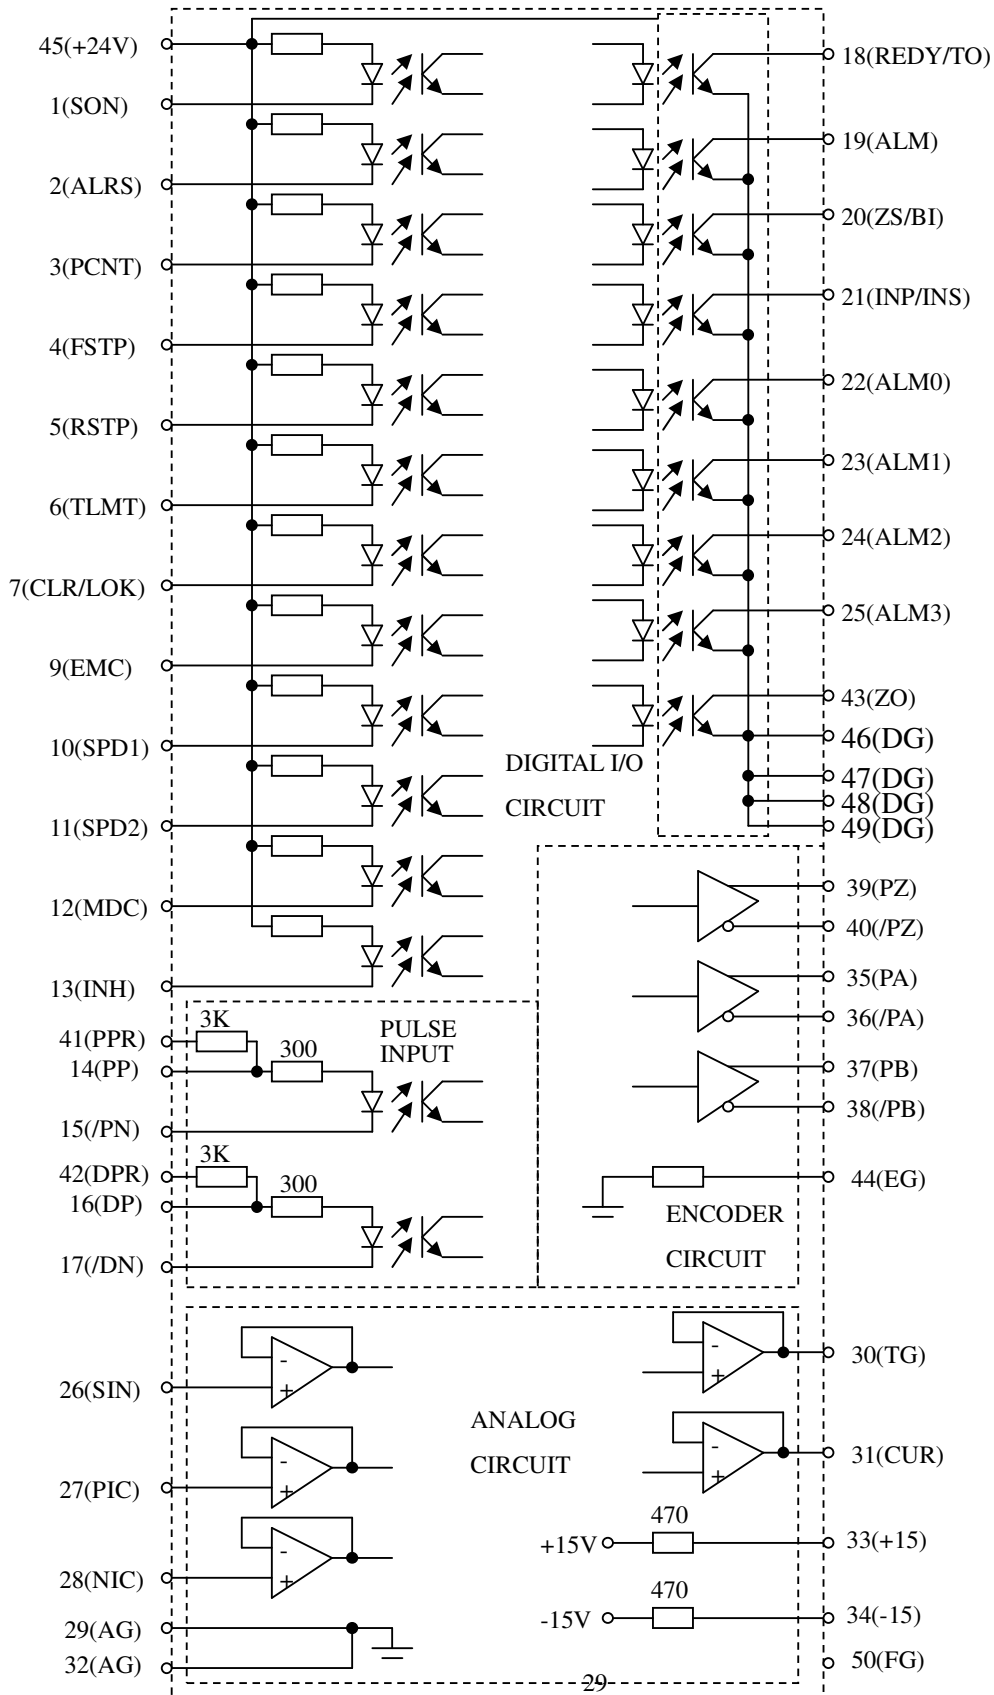 45(+24V)
1(SON)
2(ALRS)
3(PCNT)
4(FSTP)
5(RSTP)
6(TLMT)
7(CLR/LOK)
9(EMC)
10(SPD1)
11(SPD2)
12(MDC)
13(INH)
18(REDY/TO)
19(ALM)
20(ZS/BI)
21(INP/INS)
22(ALM0)
23(ALM1)
24(ALM2)
25(ALM3)
43(ZO)
46(DG)
47(DG)
48(DG)
49(DG)
DIGITAL I/O
CIRCUIT
39(PZ)
40(/PZ)
35(PA)
36(/PA)
37(PB)
38(/PB)
44(EG)
ENCODER
CIRCUIT
3K
41(PPR)
300
14(PP)
15(/PN)
PULSE
INPUT
3K
42(DPR)
300
16(DP)
17(/DN)
-
+
26(SIN)
-
+
27(PIC)
-
+
28(NIC)
29(AG)
32(AG)
ANALOG
CIRCUIT
-
+
30(TG)
-
+
31(CUR)
470
+15V
33(+15)
470
-15V
34(-15)
50(FG)
29